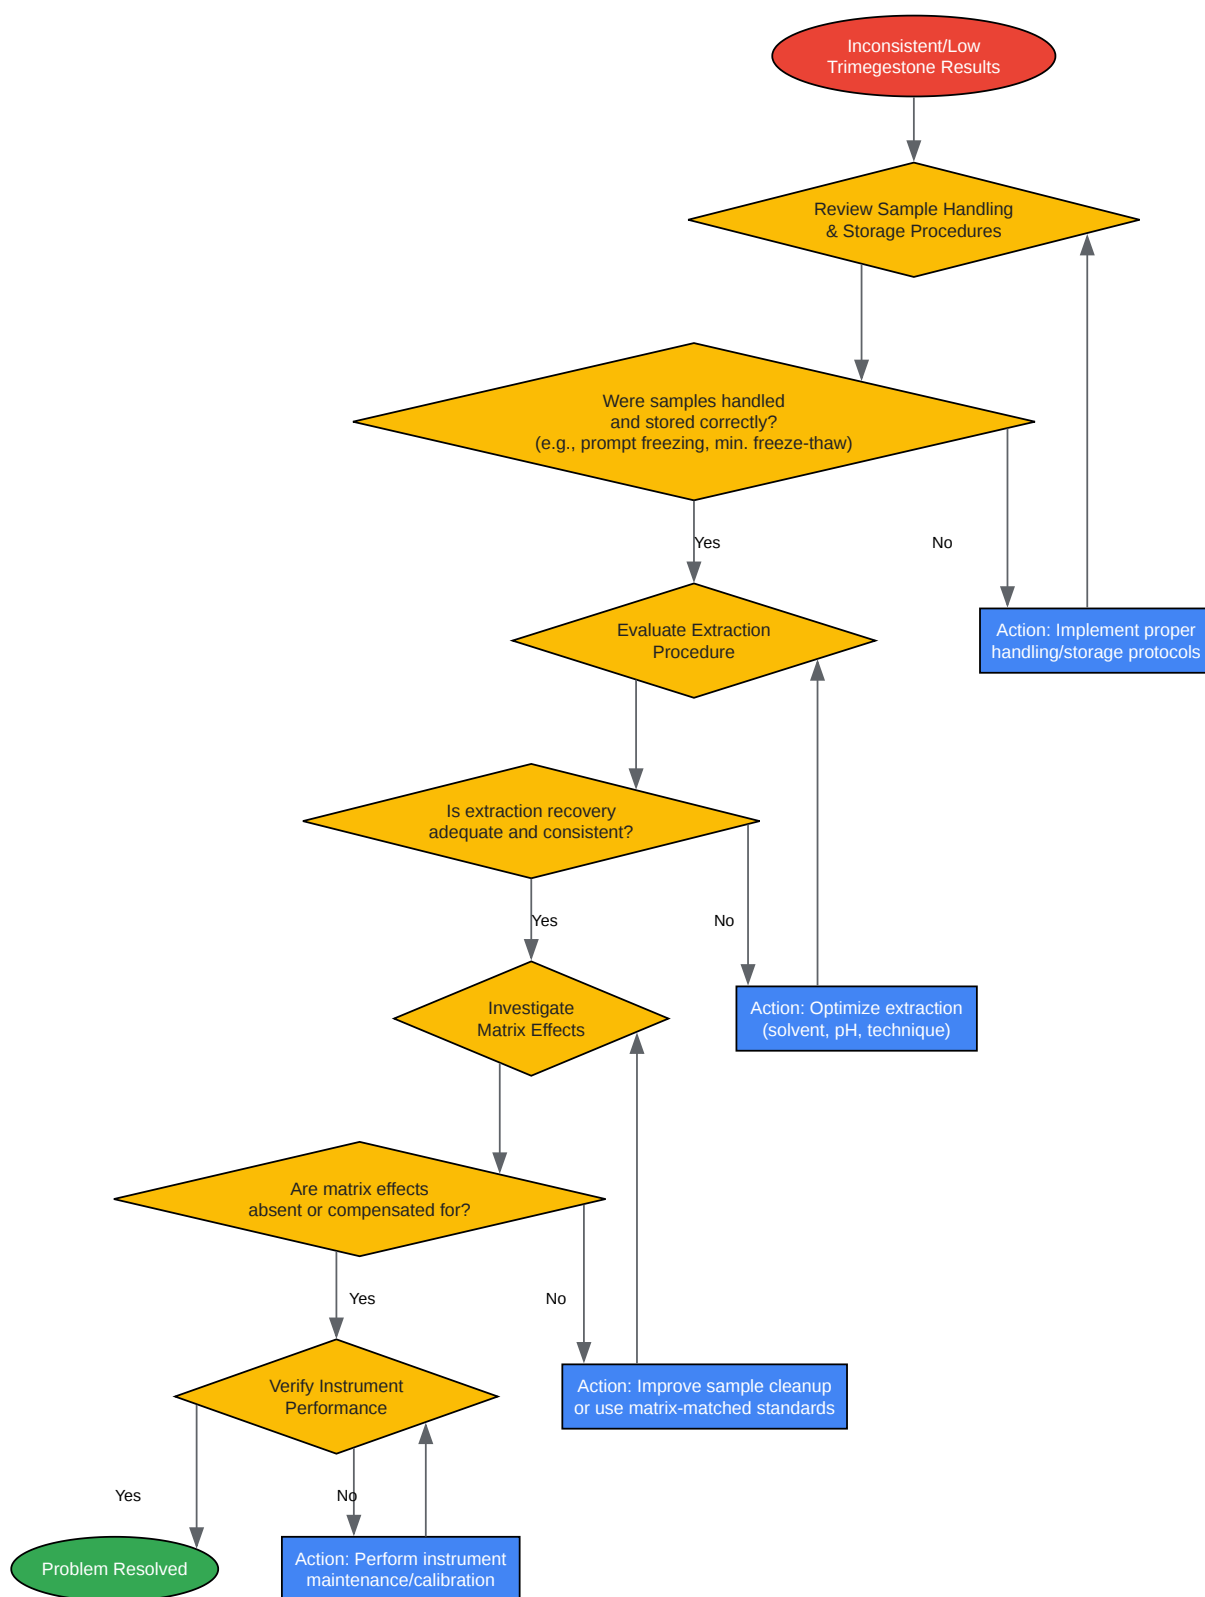 Inconsistent/Low
Trimegestone Results
Review Sample Handling
& Storage Procedures
Were samples handled
and stored correctly?
(e.g., prompt freezing, min. freeze-thaw)
Yes
No
Evaluate Extraction
Procedure
Action: Implement proper
handling/storage protocols
Is extraction recovery
adequate and consistent?
Yes
No
Investigate
Matrix Effects
Action: Optimize extraction
(solvent, pH, technique)
Are matrix effects
absent or compensated for?
Yes
No
Verify Instrument
Performance
Action: Improve sample cleanup
or use matrix-matched standards
Yes
No
Problem Resolved
Action: Perform instrument
maintenance/calibration